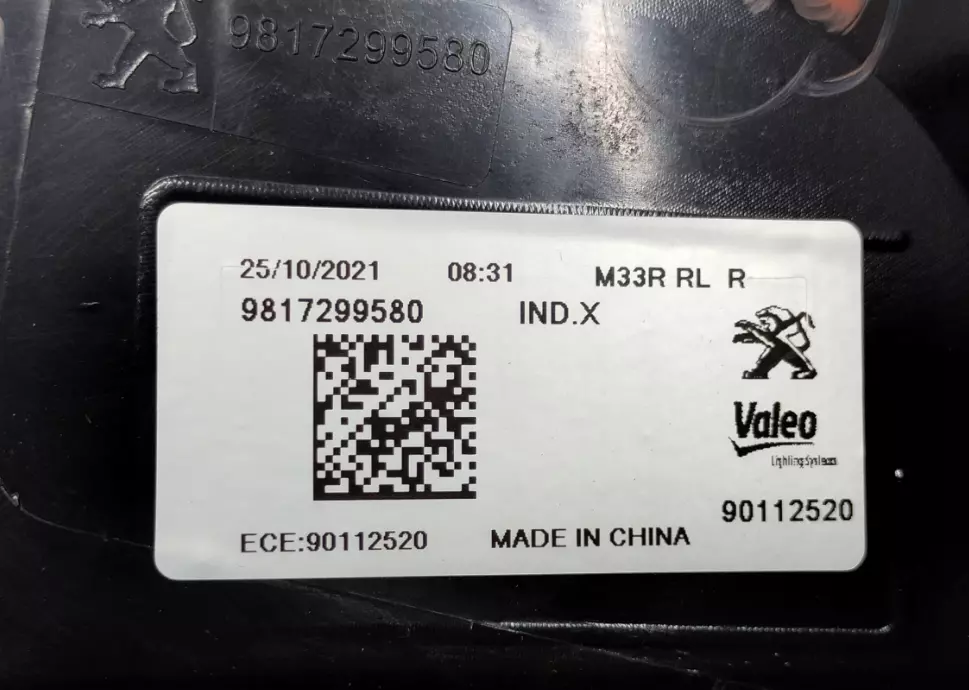 9817299580
25/10/2021 08:31 M33R RL R
9817299580 IND.X
Valeo
Lighting Systems
90112520
ECE:90112520 MADE IN CHINA